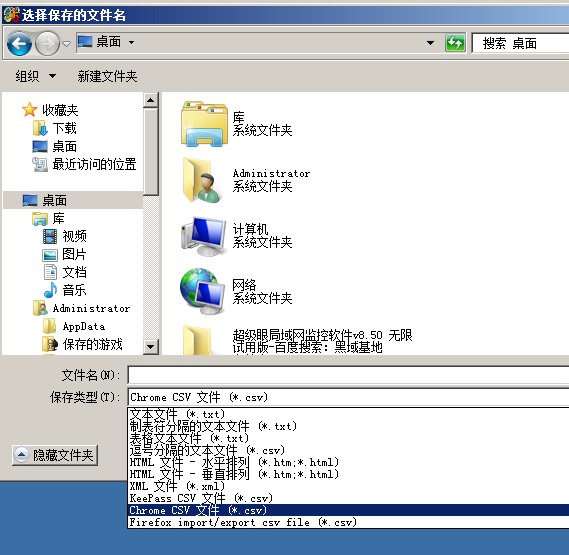 选择保存的文件名
桌面
搜索 桌面
组织
新建文件夹
收藏夹
下载
桌面
最近访问的位置
桌面
库
视频
图片
文档
音乐
Administrator
AppData
保存的游戏
库
系统文件夹
Administrator
系统文件夹
计算机
系统文件夹
网络
系统文件夹
超级眼局域网监控软件v8.50 无限
试用版-百度搜索：黑域基地
文件名(N):
保存类型(T): Chrome CSV 文件 (*.csv)
文本文件 (*.txt)
制表符分隔的文本文件 (*.txt)
表格文本文件 (*.txt)
逗号分隔的文本文件 (*.csv)
HTML 文件 - 水平排列 (*.htm;*.html)
HTML 文件 - 垂直排列 (*.htm;*.html)
XML 文件 (*.xml)
KeePass CSV 文件 (*.csv)
Chrome CSV 文件 (*.csv)
Firefox import/export csv file (*.csv)
隐藏文件夹